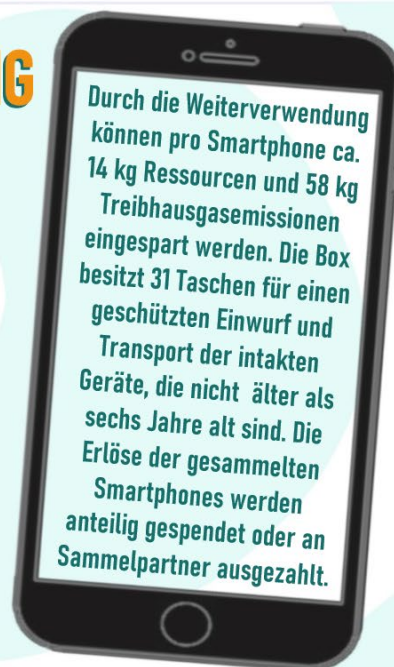 G
Durch die Weiterverwendung
können pro Smartphone ca.
14 kg Ressourcen und 58 kg
Treibhausgasemissionen
eingespart werden. Die Box
besitzt 31 Taschen für einen
geschützten Einwurf und
Transport der intakten
Geräte, die nicht älter als
sechs Jahre alt sind. Die
Erlöse der gesammelten
Smartphones werden
anteilig gespendet oder an
Sammelpartner ausgezahlt.